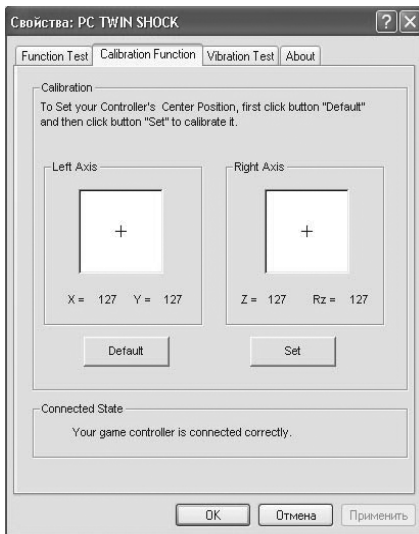 Свойства: PC TWIN SHOCK
Function Test Calibration Function Vibration Test About
Calibration
To Set your Controller's Center Position, first click button "Default"
and then click button "Set" to calibrate it.
Left Axis Right Axis
X = 127 Y = 127 Z = 127 Rz = 127
Default Set
Connected State
Your game controller is connected correctly.
OK Отмена Применить